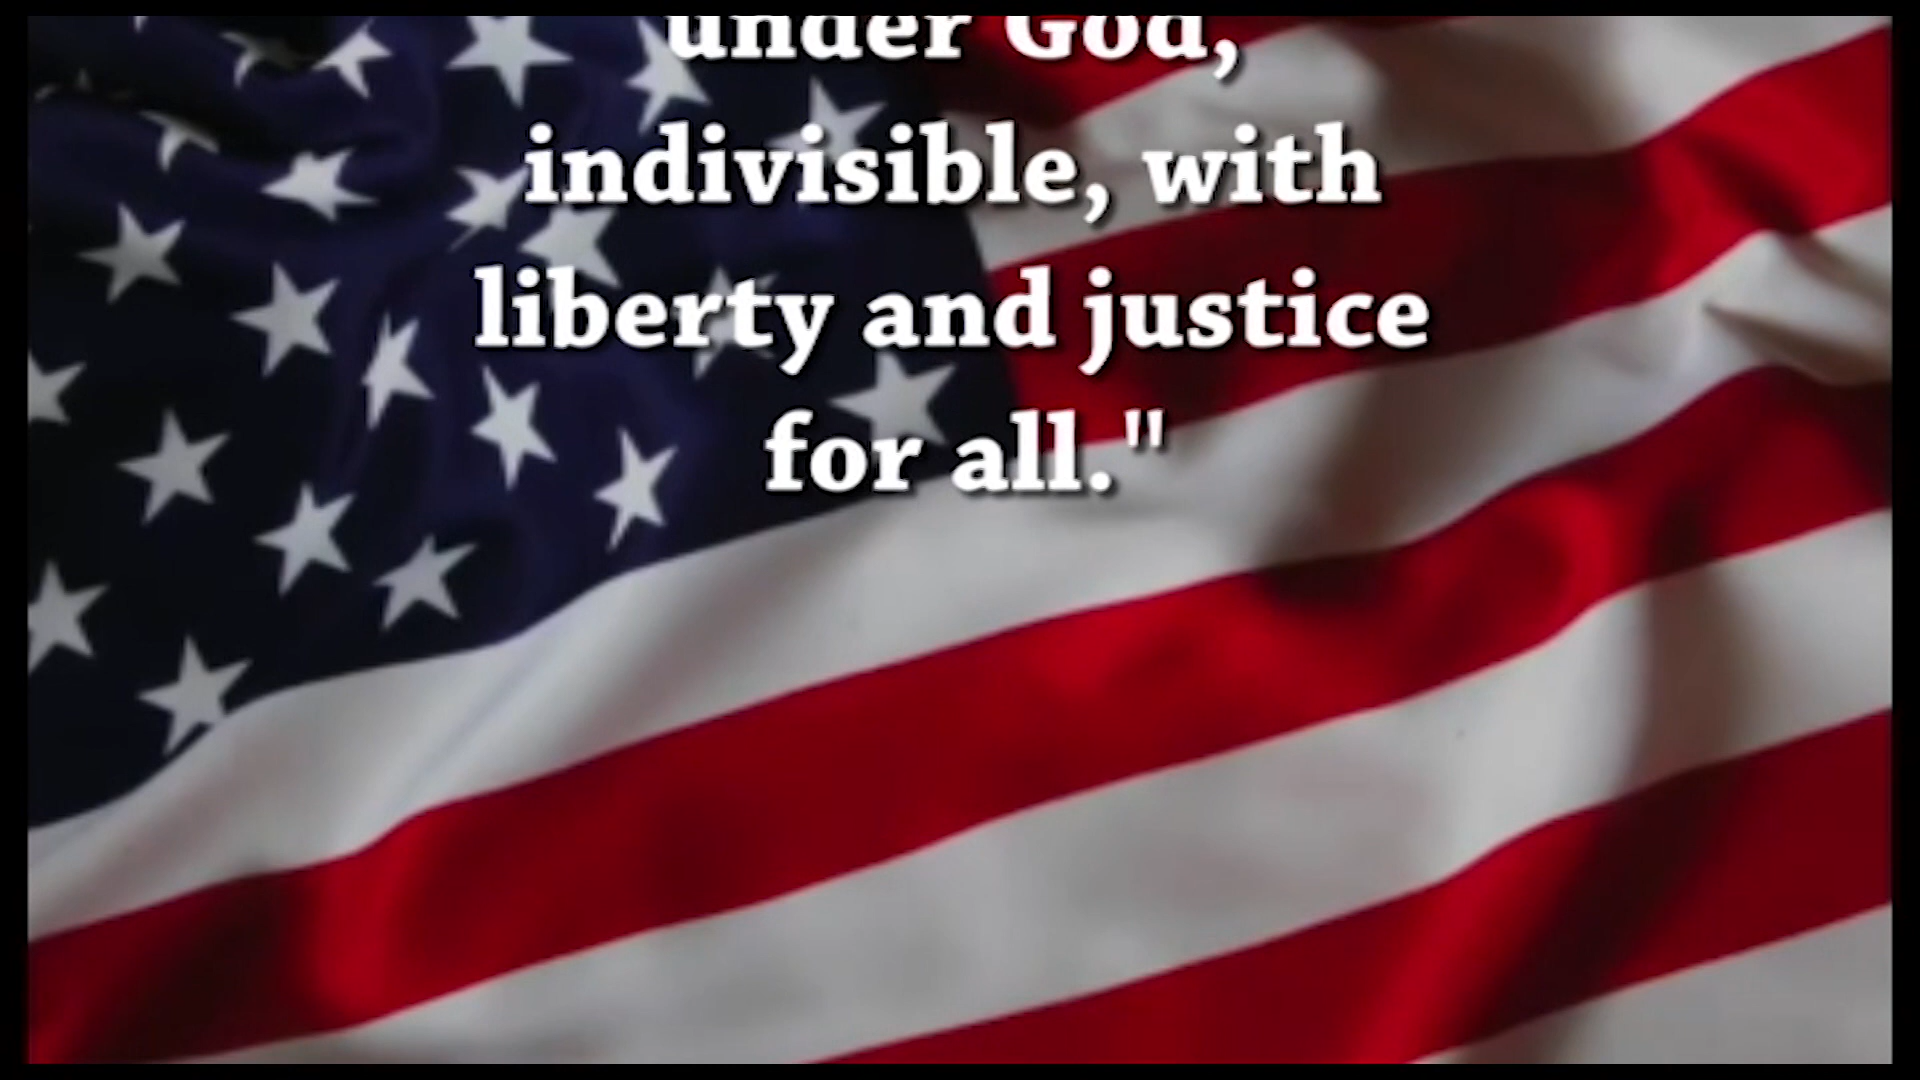 under God,
indivisible, with
liberty and justice
for all."